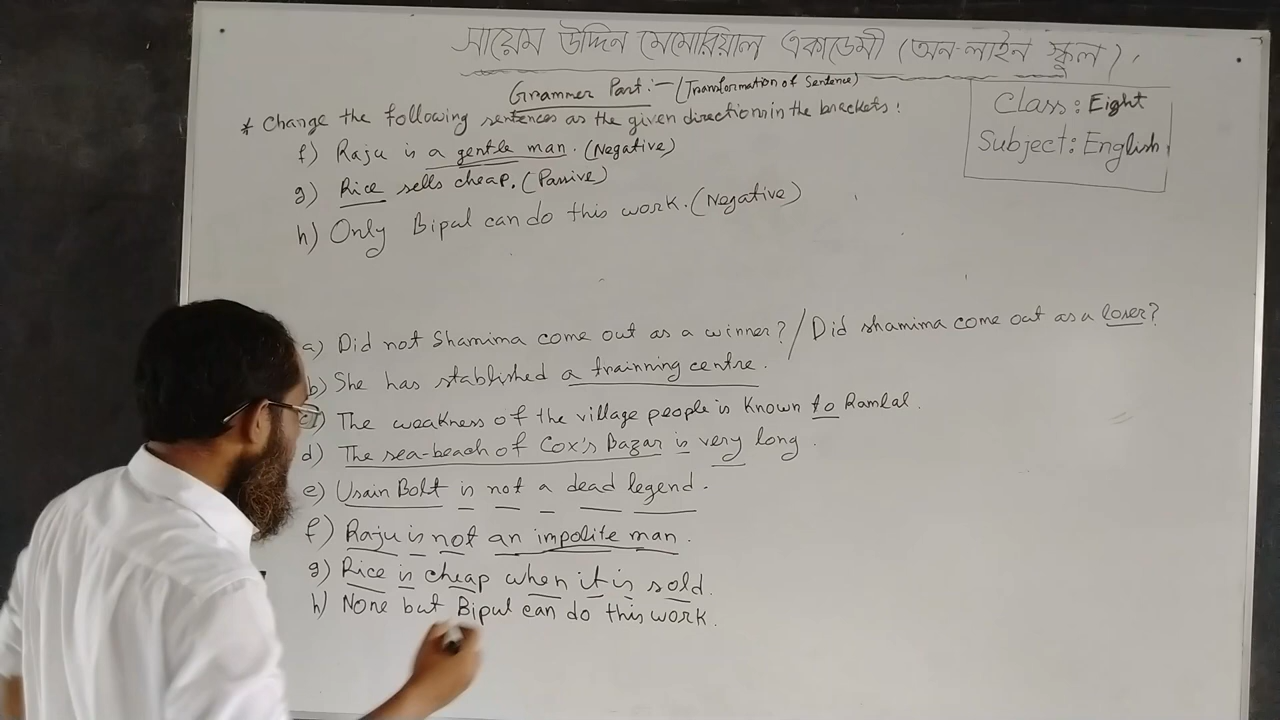 সায়েম উদ্দিন মেমোরিয়াল একাডেমী (অন-লাইন স্কুল),
Grammer Part:- (Transformation of Sentence)
Class: Eight
Subject: English
* Change the following sentences as the given directions in the brackets:
f) Raju is a gentle man. (Negative)
g) Rice sells cheap. (Passive)
h) Only Bipul can do this work. (Negative)
a) Did not Shamima come out as a winner? / Did shamima come out as a loser?
b) She has stablished a trainning centre.
c) The weakness of the village people is known to Ramlal.
d) The sea-beach of Cox's Bazar is very long.
e) Usain Bolt is not a dead legend.
f) Raju is not an impolite man.
g) Rice is cheap when it is sold.
h) None but Bipul can do this work.